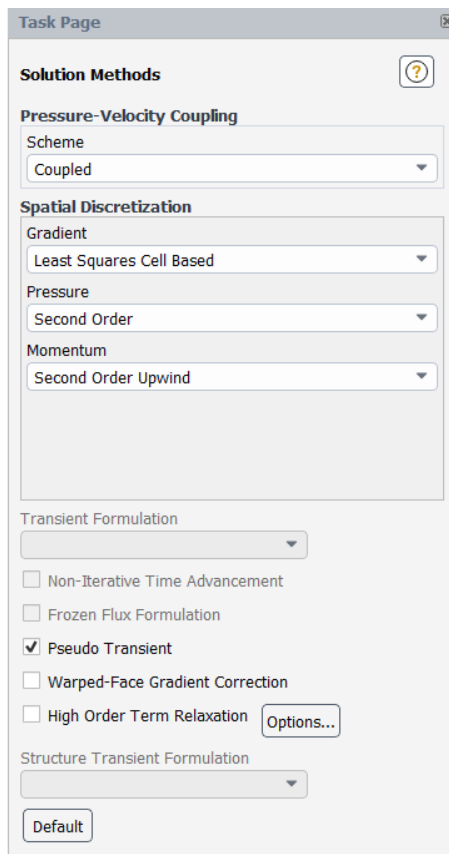 Task Page
Solution Methods
?
Pressure-Velocity Coupling
Scheme
Coupled
Spatial Discretization
Gradient
Least Squares Cell Based
Pressure
Second Order
Momentum
Second Order Upwind
Transient Formulation
Non-Iterative Time Advancement
Frozen Flux Formulation
Pseudo Transient
Warped-Face Gradient Correction
High Order Term Relaxation Options...
Structure Transient Formulation
Default